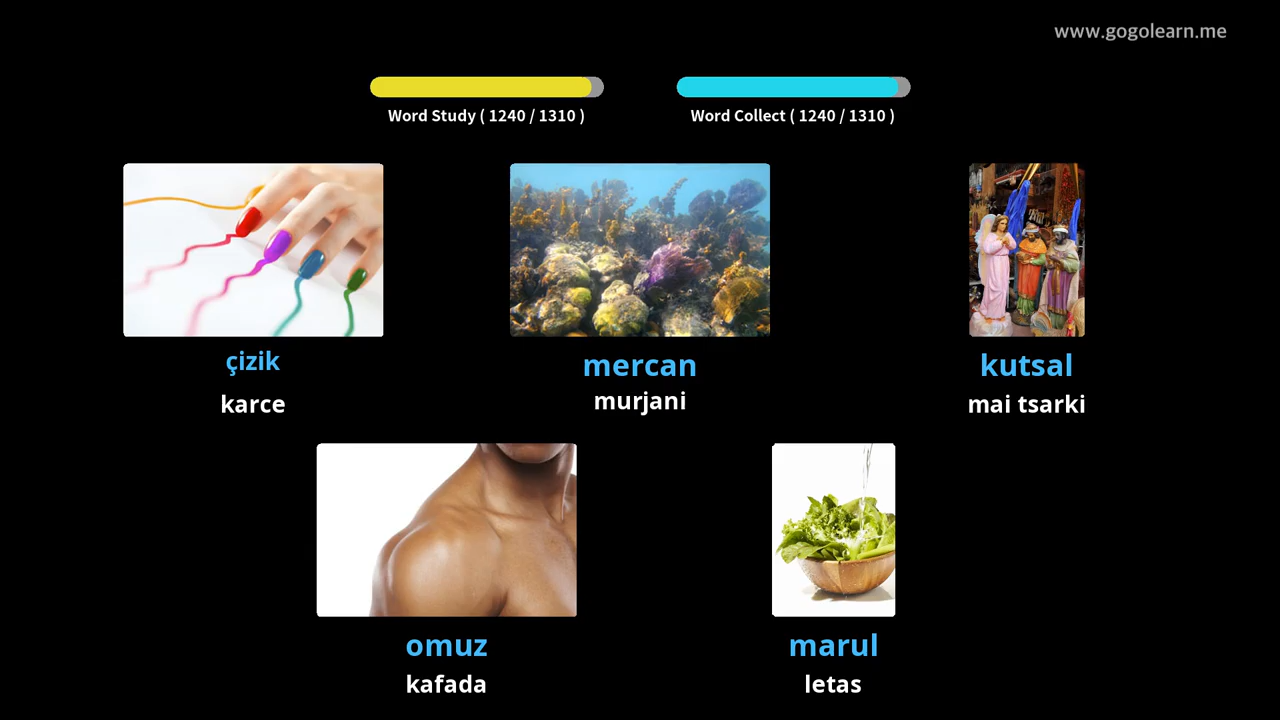 www.gogolearn.me
Word Study ( 1240 / 1310 )
Word Collect ( 1240 / 1310 )
çizik
karce
mercan
murjani
kutsal
mai tsarki
omuz
kafada
marul
letas